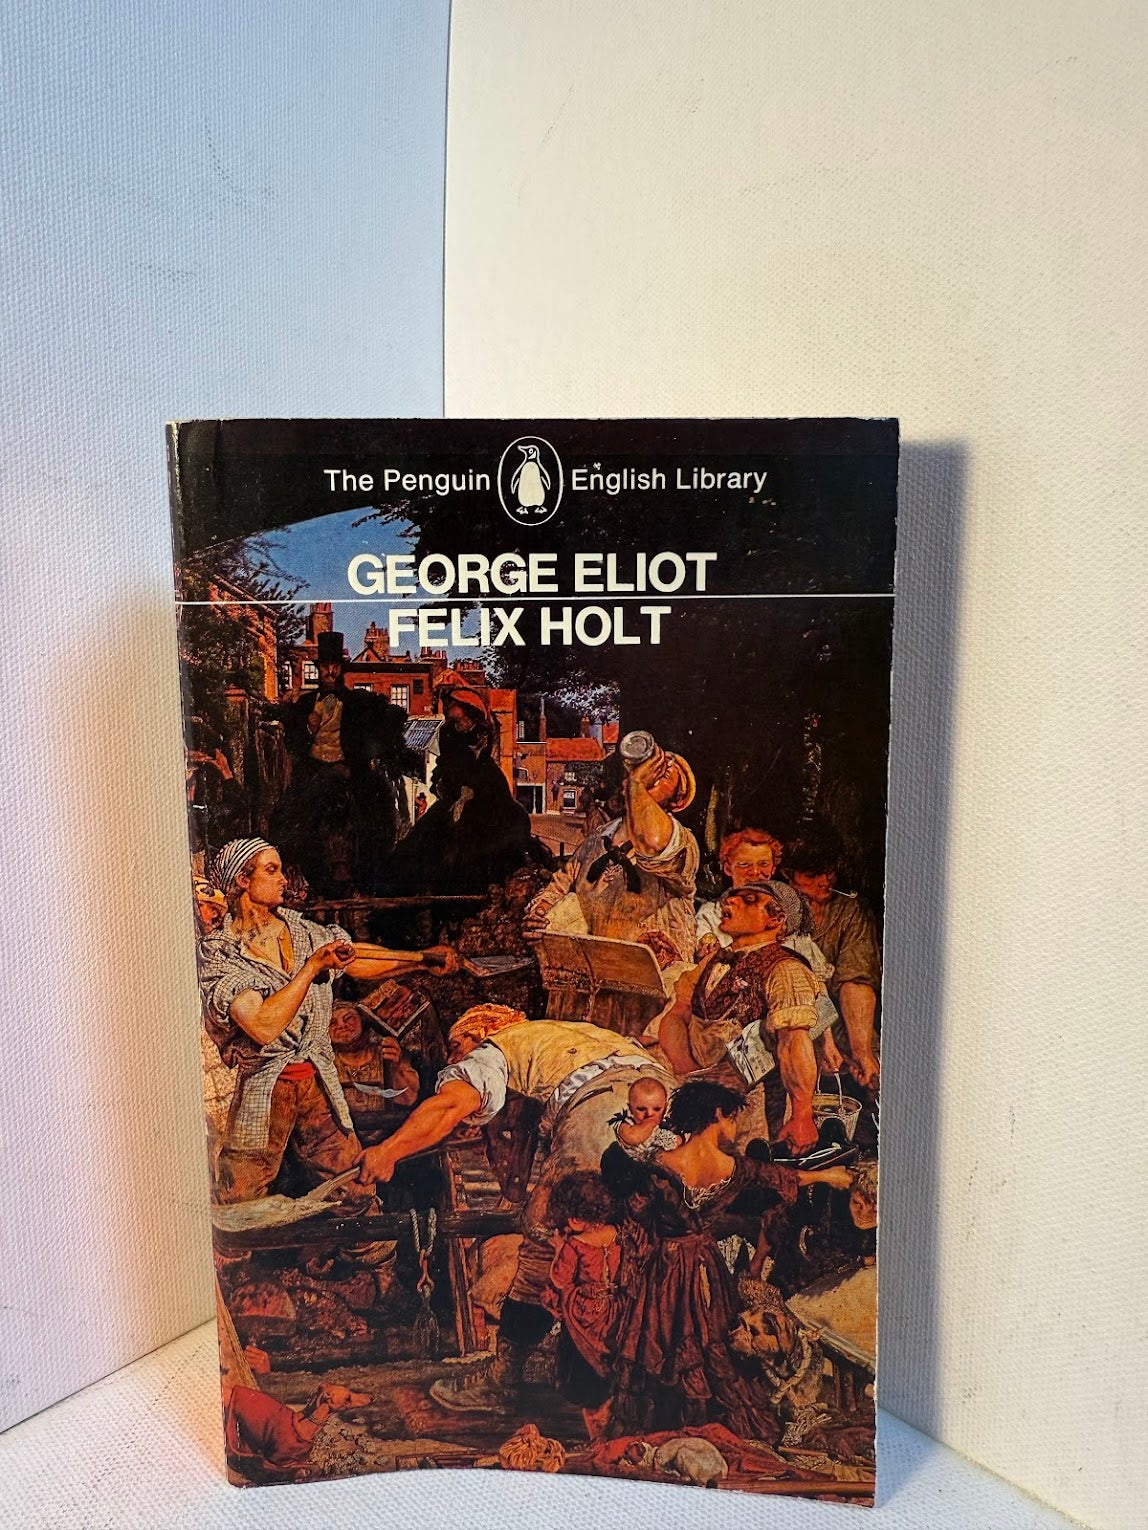 The Penguin English Library
GEORGE ELIOT
FELIX HOLT